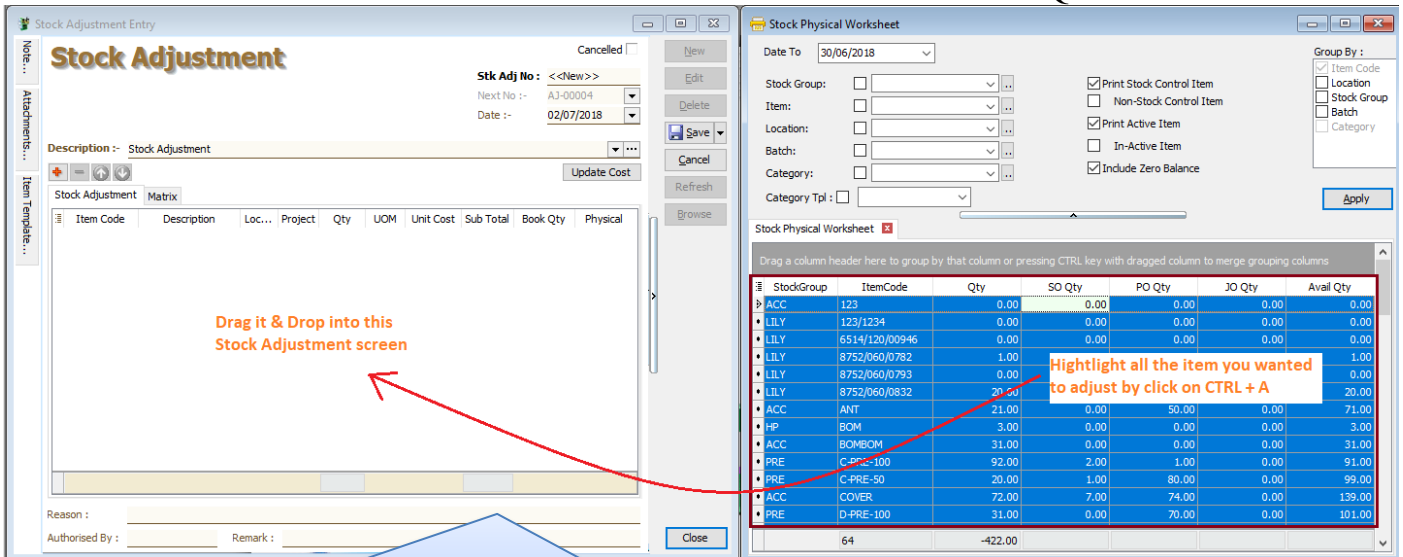 Stock Adjustment Entry
Note...
Attachments...
Item Template...
Stock Adjustment
Cancelled
Stk Adj No : <<New>>
Next No :- AJ-00004
Date :- 02/07/2018
Description :- Stock Adjustment
Update Cost
Stock Adjustment Matrix
Item Code Description Loc... Project Qty UOM Unit Cost Sub Total Book Qty Physical
Drag it & Drop into this
Stock Adjustment screen
Reason :
Authorised By : Remark :
New
Edit
Delete
Save
Cancel
Refresh
Browse
Close
Stock Physical Worksheet
Date To 30/06/2018
Stock Group:
Item:
Location:
Batch:
Category:
Category Tpl :
Print Stock Control Item
Non-Stock Control Item
Print Active Item
In-Active Item
Include Zero Balance
Group By :
Item Code
Location
Stock Group
Batch
Category
Apply
Stock Physical Worksheet
Drag a column header here to group by that column or pressing CTRL key with dragged column to merge grouping columns
StockGroup ItemCode Qty SO Qty PO Qty JO Qty Avail Qty
ACC 123 0.00 0.00 0.00 0.00 0.00
LILY 123/1234 0.00 0.00 0.00 0.00 0.00
LILY 6514/120/00946 0.00 0.00 0.00 0.00 0.00
LILY 8752/060/0782 1.00 1.00
LILY 8752/060/0793 0.00 0.00
LILY 8752/060/0832 20.00 20.00
Hightlight all the item you wanted
to adjust by click on CTRL + A
ACC ANT 21.00 0.00 50.00 0.00 71.00
HP BOM 3.00 0.00 0.00 0.00 3.00
ACC BOMBOM 31.00 0.00 0.00 0.00 31.00
PRE C-PRE-100 92.00 2.00 1.00 0.00 91.00
PRE C-PRE-50 20.00 1.00 80.00 0.00 99.00
ACC COVER 72.00 7.00 74.00 0.00 139.00
PRE D-PRE-100 31.00 0.00 70.00 0.00 101.00
64 -422.00